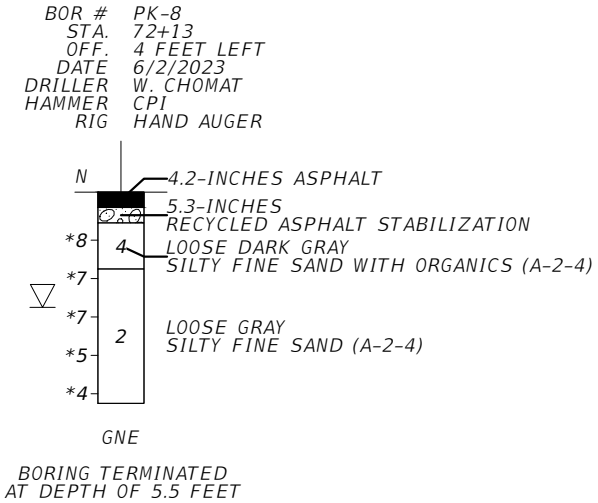 BOR # PK-8
STA. 72+13
OFF. 4 FEET LEFT
DATE 6/2/2023
DRILLER W. CHOMAT
HAMMER CPI
RIG HAND AUGER
N
4.2-INCHES ASPHALT
5.3-INCHES
RECYCLED ASPHALT STABILIZATION
*8
4
LOOSE DARK GRAY
SILTY FINE SAND WITH ORGANICS (A-2-4)
*7
*7
2
LOOSE GRAY
SILTY FINE SAND (A-2-4)
*5
*4
GNE
BORING TERMINATED
AT DEPTH OF 5.5 FEET